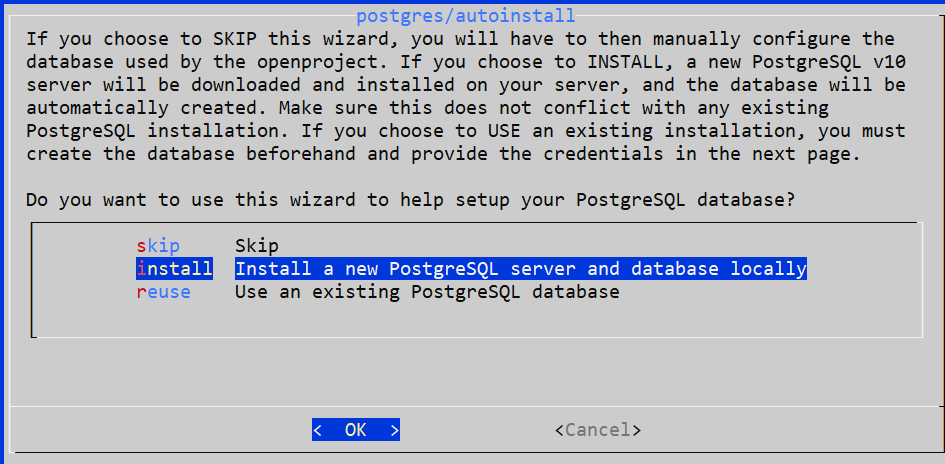 postgres/autoinstall
If you choose to SKIP this wizard, you will have to then manually configure the
database used by the openproject. If you choose to INSTALL, a new PostgreSQL v10
server will be downloaded and installed on your server, and the database will be
automatically created. Make sure this does not conflict with any existing
PostgreSQL installation. If you choose to USE an existing installation, you must
create the database beforehand and provide the credentials in the next page.
Do you want to use this wizard to help setup your PostgreSQL database?
skip Skip
install Install a new PostgreSQL server and database locally
reuse Use an existing PostgreSQL database
< OK > <Cancel>